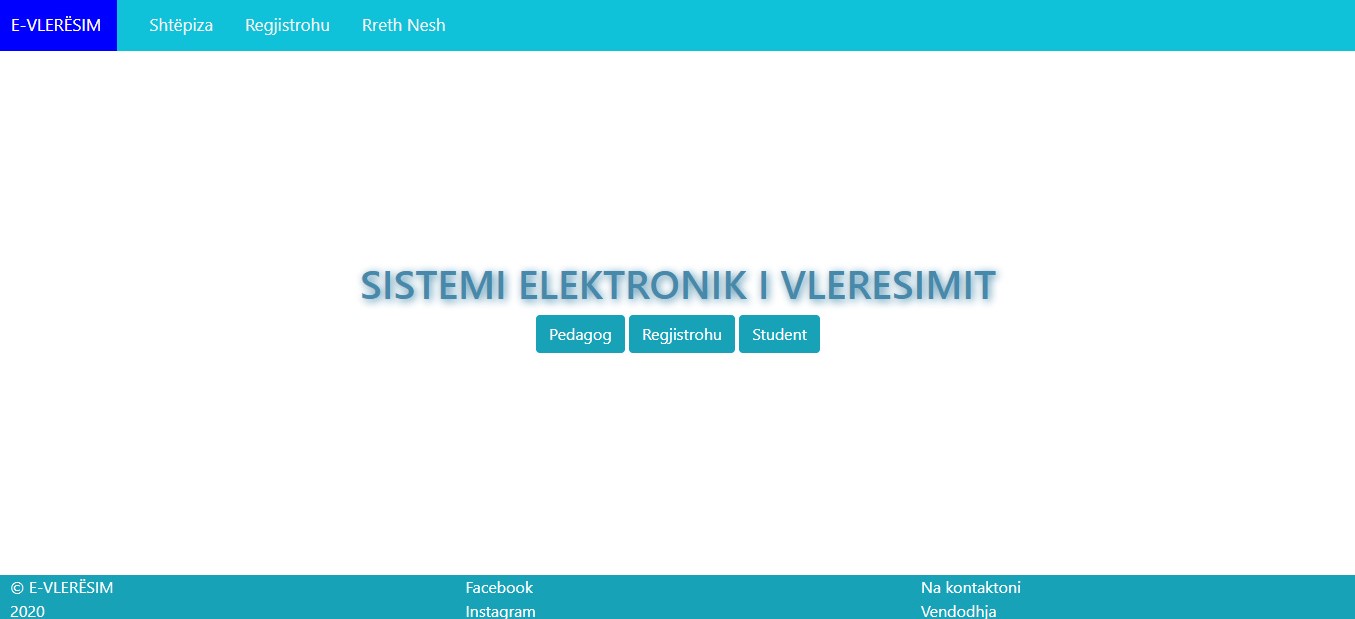 E-VLERËSIM Shtëpiza Regjistrohu Rreth Nesh
SISTEMI ELEKTRONIK I VLERESIMIT
Pedagog Regjistrohu Student
© E-VLERËSIM Facebook Na kontaktoni
2020 Instagram Vendodhja